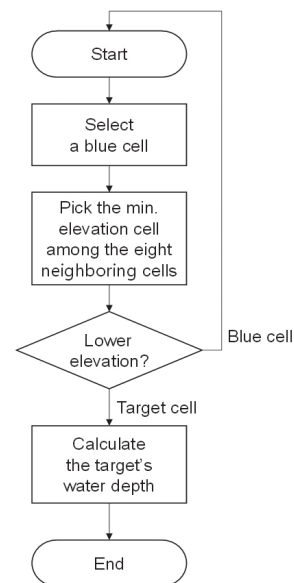 Start
Select
a blue cell
Pick the min.
elevation cell
among the eight
neighboring cells
Lower
elevation?
Blue cell
Target cell
Calculate
the target's
water depth
End